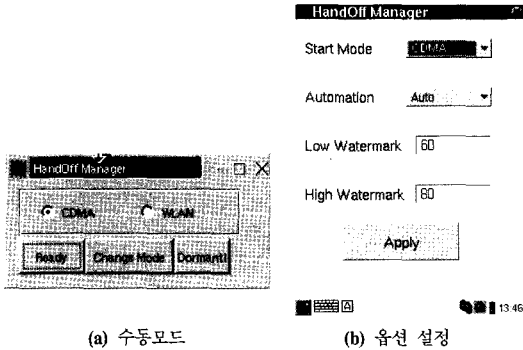 HandOff Manager
Start Mode CDMA
Automation Auto
Low Watermark 60
High Watermark 80
Apply
13:46
HandOff Manager
CDMA WLAN
Ready Change Mode Dormant!
(a) 수동모드 (b) 옵션 설정